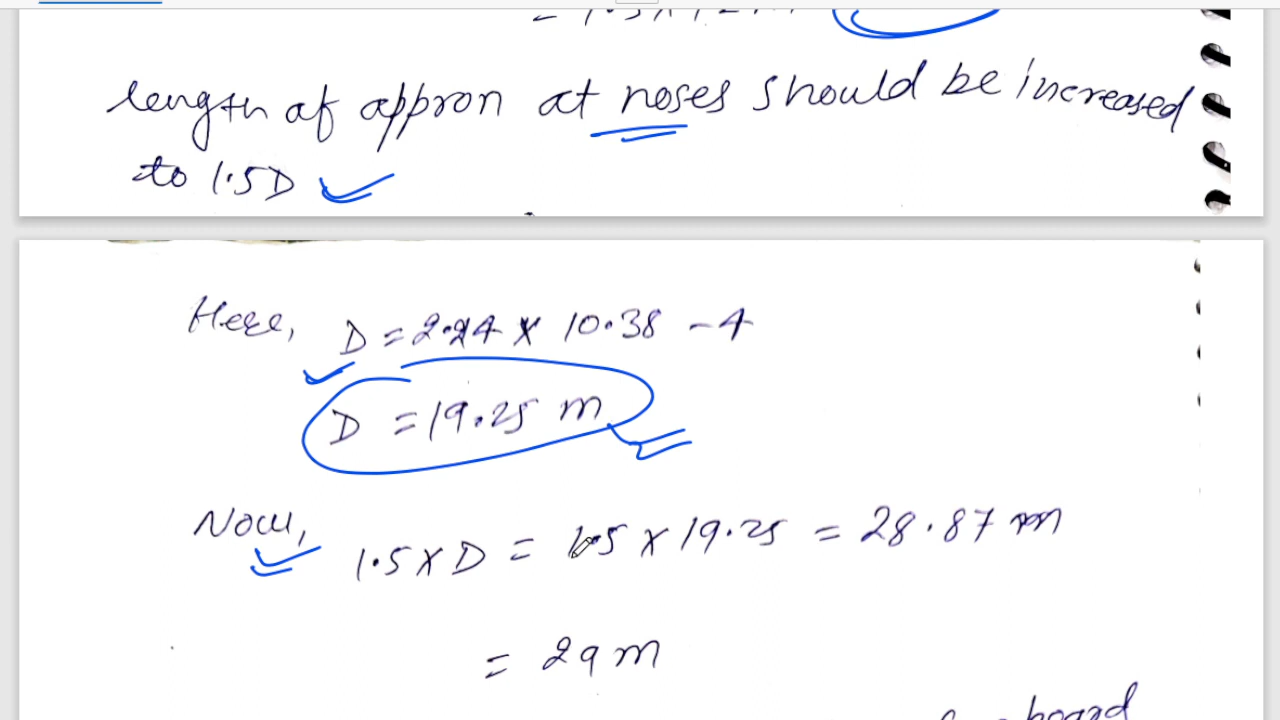 length of appron at noses should be increased
to 1.5D
Here, D = 2.24 × 10.38 - 4
D = 19.25 m
Now,
1.5 × D = 1.5 × 19.25 = 28.87 m
= 29 m
board